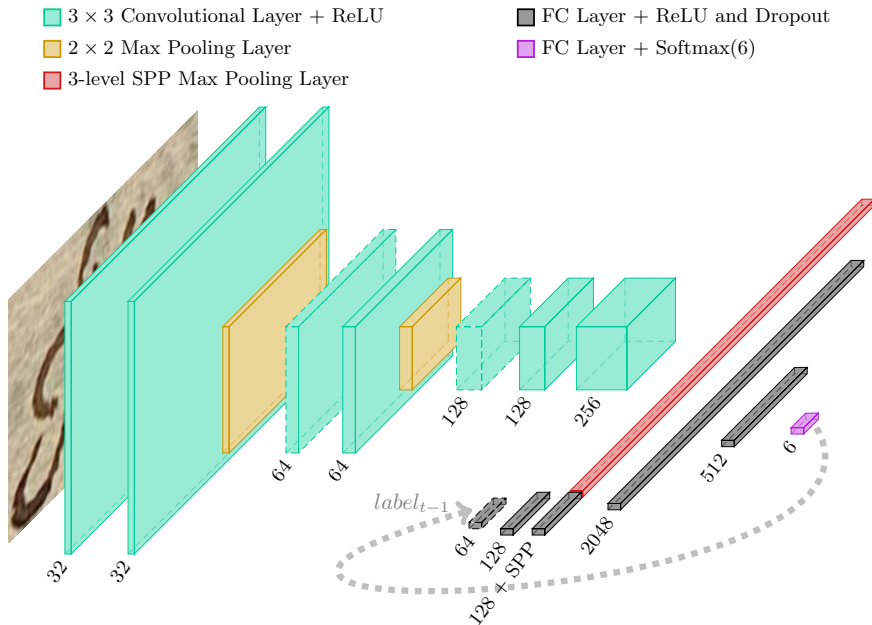 3 × 3 Convolutional Layer + ReLU
2 × 2 Max Pooling Layer
3-level SPP Max Pooling Layer
FC Layer + ReLU and Dropout
FC Layer + Softmax(6)
32
32
64
64
128
128
256
label_{t−1}
64
128
128 + SPP
2048
512
6